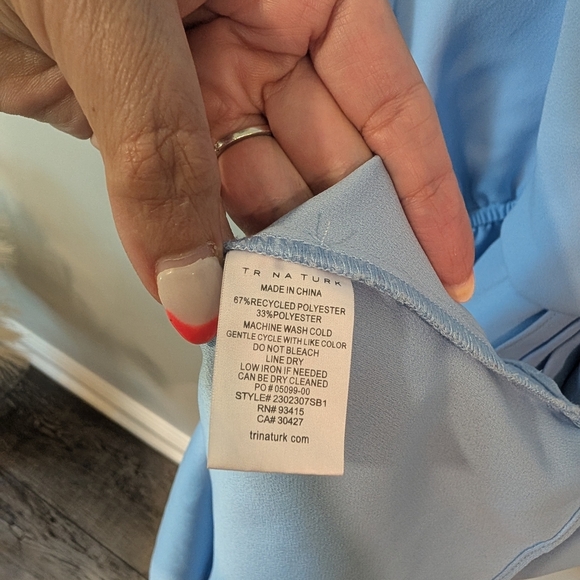 TRINA TURK
MADE IN CHINA
67%RECYCLED POLYESTER
33%POLYESTER
MACHINE WASH COLD
GENTLE CYCLE WITH LIKE COLOR
DO NOT BLEACH
LINE DRY
LOW IRON IF NEEDED
CAN BE DRY CLEANED
PO # 05099-00
STYLE# 2302307SB1
RN# 93415
CA# 30427
trinaturk com